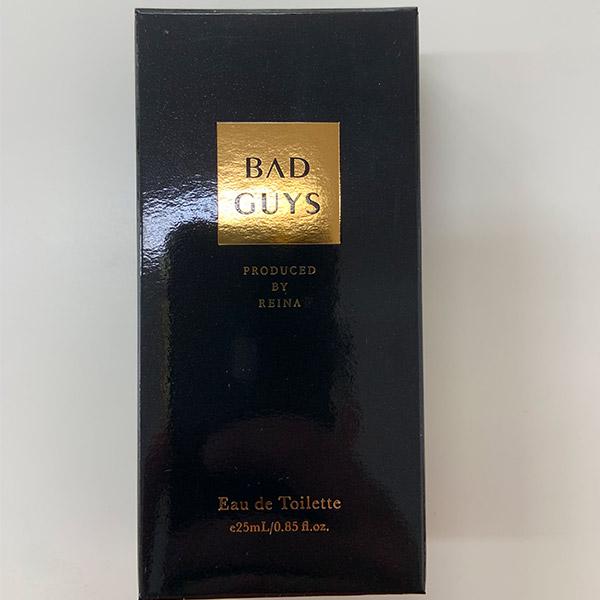 BAD
GUYS
PRODUCED
BY
REINA
Eau de Toilette
e25mL/0.85 fl.oz.